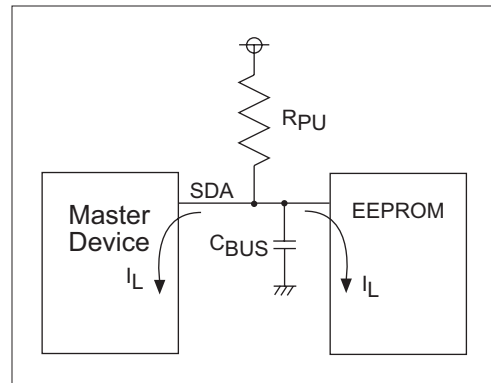 RPU
SDA
Master
Device
EEPROM
CBUS
IL
IL